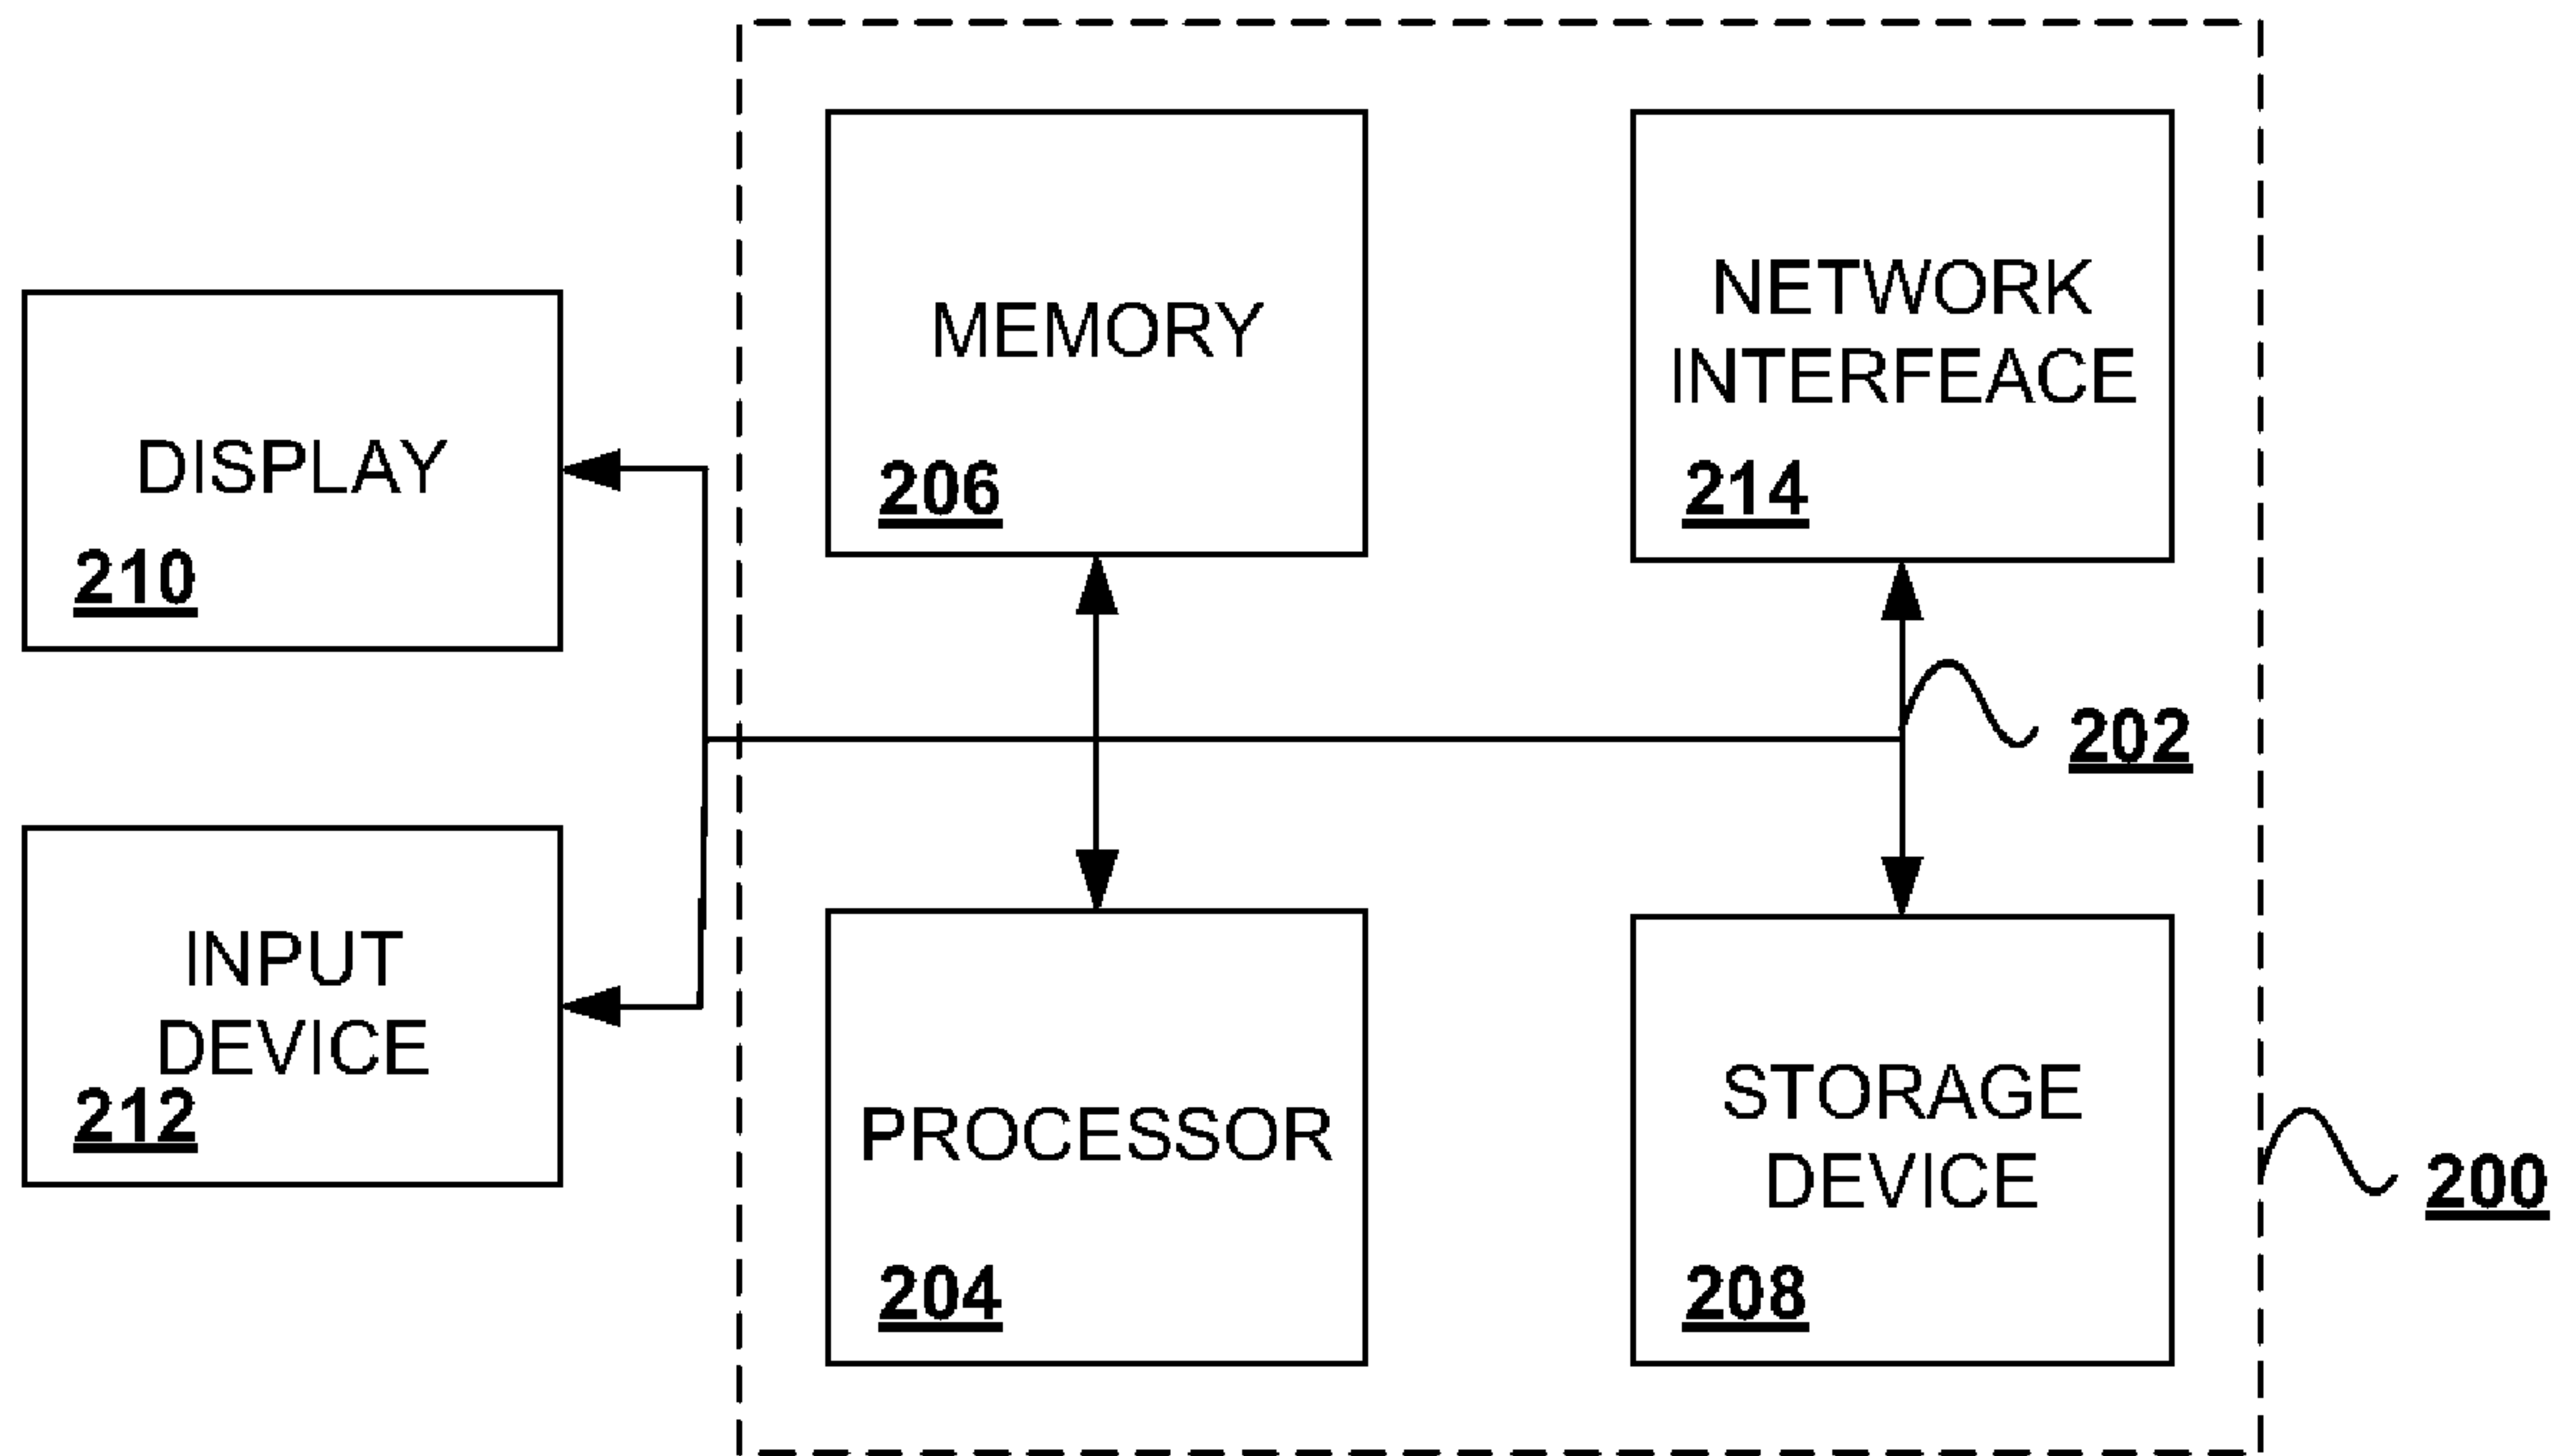 DISPLAY
210
INPUT
DEVICE
212
MEMORY
206
NETWORK
INTERFEACE
214
202
PROCESSOR
204
STORAGE
DEVICE
208
200